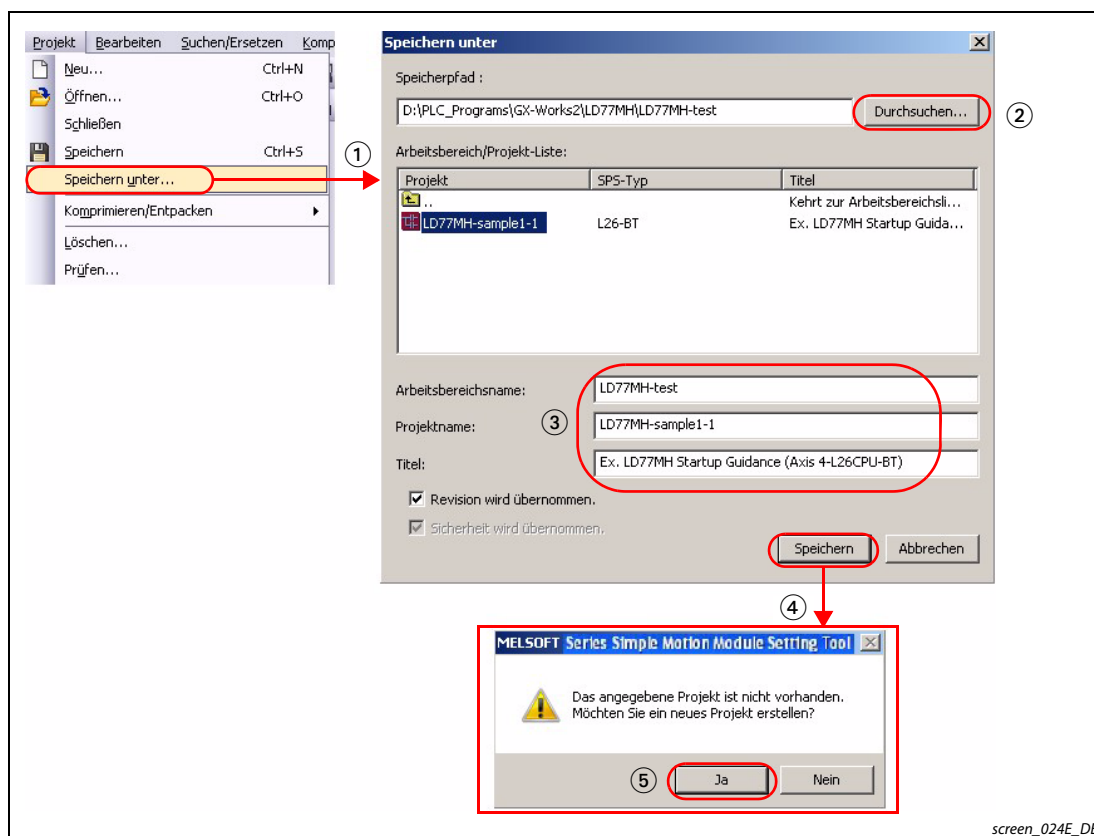 Projekt Bearbeiten Suchen/Ersetzen Komp
Neu... Ctrl+N
Öffnen... Ctrl+O
Schließen
Speichern Ctrl+S
Speichern unter...
Komprimieren/Entpacken
Löschen...
Prüfen...
①
Speichern unter
Speicherpfad :
D:\PLC_Programs\GX-Works2\LD77MH\LD77MH-test Durchsuchen... ②
Arbeitsbereich/Projekt-Liste:
Projekt SPS-Typ Titel
.. Kehrt zur Arbeitsbereichsli...
LD77MH-sample1-1 L26-BT Ex. LD77MH Startup Guida...
Arbeitsbereichsname: LD77MH-test
Projektname: ③ LD77MH-sample1-1
Titel: Ex. LD77MH Startup Guidance (Axis 4-L26CPU-BT)
Revision wird übernommen.
Sicherheit wird übernommen.
Speichern Abbrechen
④
MELSOFT Series Simple Motion Module Setting Tool
Das angegebene Projekt ist nicht vorhanden.
Möchten Sie ein neues Projekt erstellen?
⑤ Ja Nein
screen_024E_DE